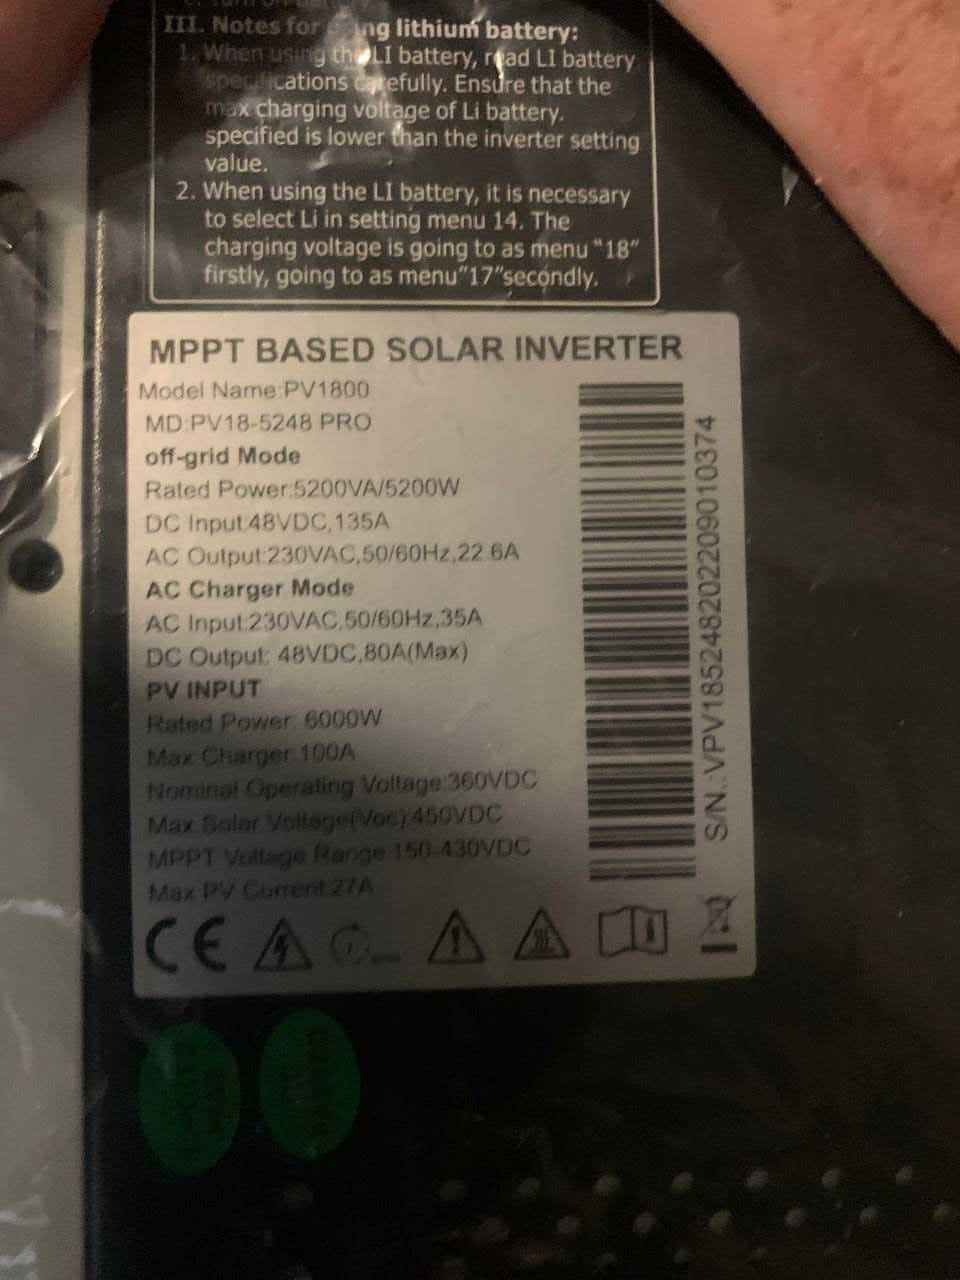 III. Notes for ng lithium battery:
1. When using the LI battery, read LI battery
specifications carefully. Ensure that the
max charging voltage of Li battery.
specified is lower than the inverter setting
value.
2. When using the LI battery, it is necessary
to select Li in setting menu 14. The
charging voltage is going to as menu "18"
firstly, going to as menu"17"secondly.
MPPT BASED SOLAR INVERTER
Model Name:PV1800
MD:PV18-5248 PRO
off-grid Mode
Rated Power:5200VA/5200W
DC Input:48VDC,135A
AC Output:230VAC,50/60Hz,22.6A
AC Charger Mode
AC Input:230VAC,50/60Hz,35A
DC Output: 48VDC,80A(Max)
PV INPUT
Rated Power: 6000W
Max Charger:100A
Nominal Operating Voltage:360VDC
Max.Solar Voltage(Voc):450VDC
MPPT Voltage Range:150-430VDC
Max PV Current:27A
CE
S/N.:VPV18524820220901​0374